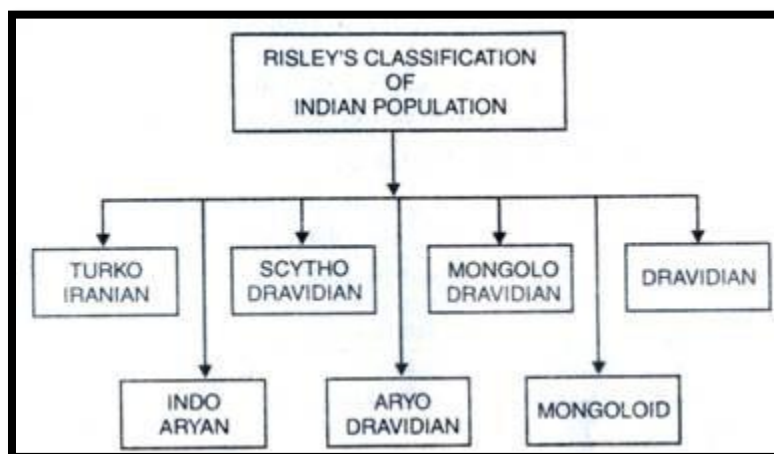 RISLEY'S CLASSIFICATION
OF
INDIAN POPULATION
TURKO
IRANIAN
SCYTHO
DRAVIDIAN
MONGOLO
DRAVIDIAN
DRAVIDIAN
INDO
ARYAN
ARYO
DRAVIDIAN
MONGOLOID